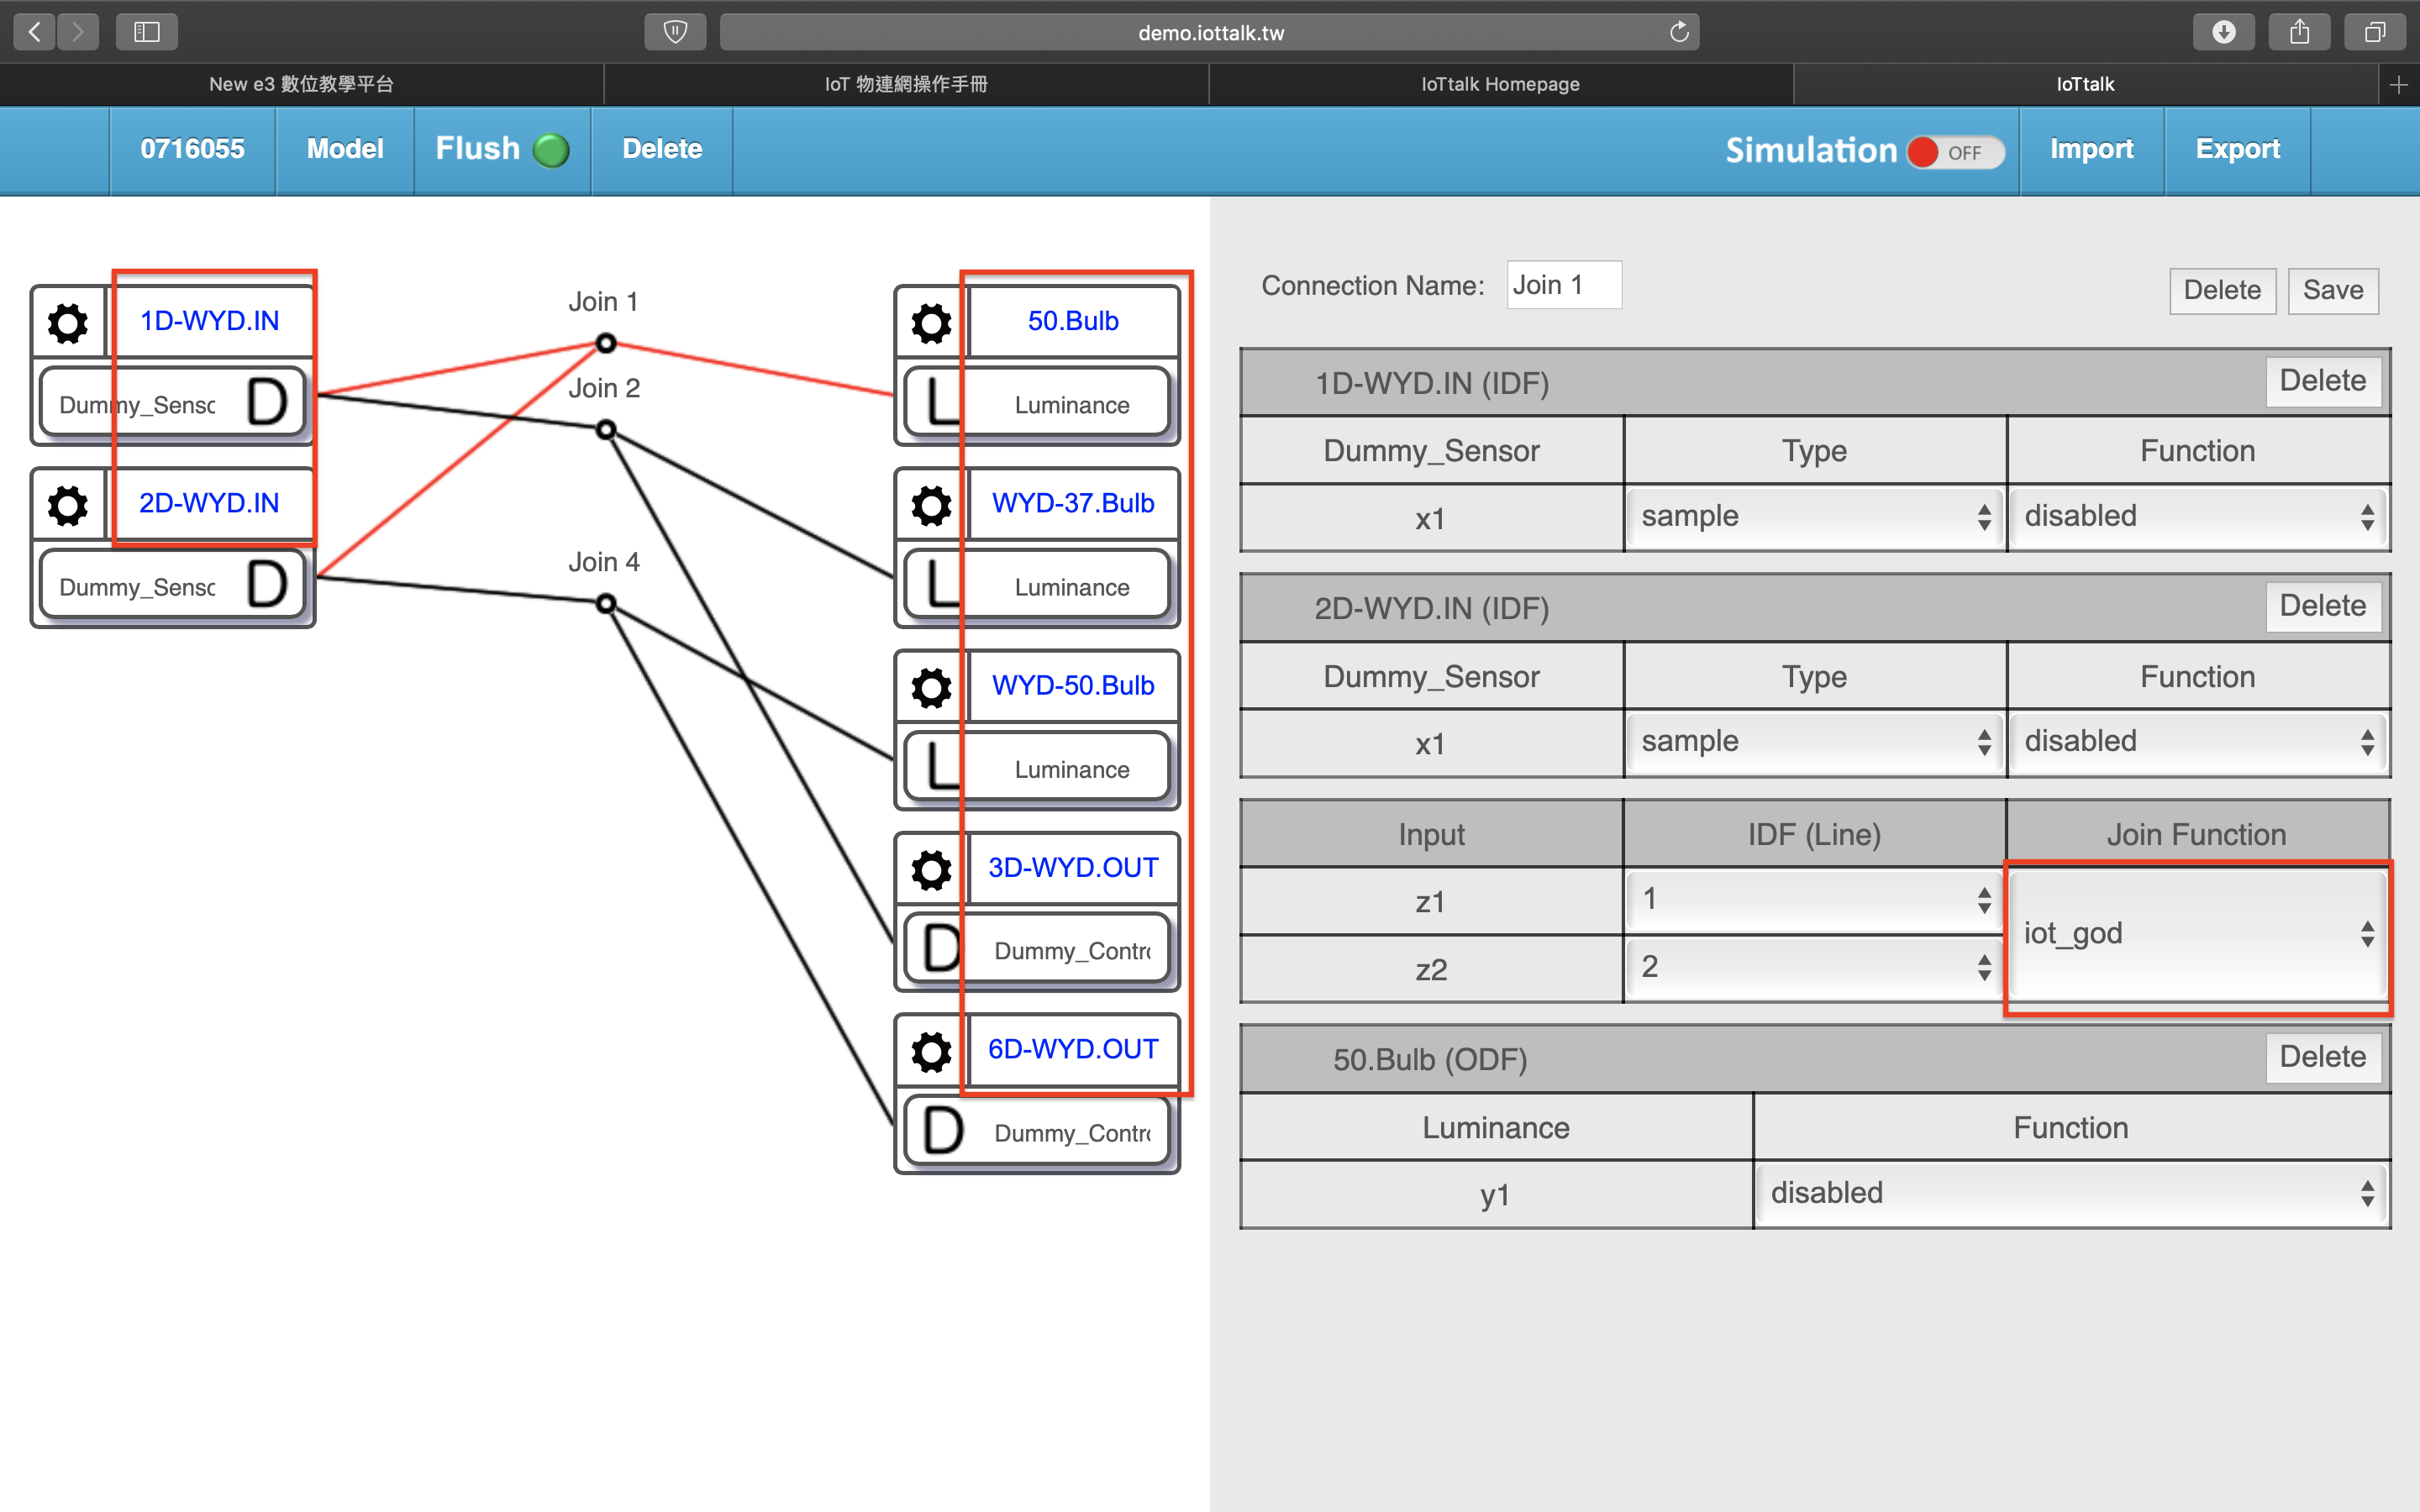 demo.iottalk.tw
New e3 數位教學平台
IoT 物連網操作手冊
IoTtalk Homepage
IoTtalk
0716055
Model
Flush
Delete
Simulation
OFF
Import
Export
1D-WYD.IN
Dummy_Sensc
D
2D-WYD.IN
Dummy_Sensc
D
Join 1
Join 2
Join 4
50.Bulb
L
Luminance
WYD-37.Bulb
L
Luminance
WYD-50.Bulb
L
Luminance
3D-WYD.OUT
D
Dummy_Contr
6D-WYD.OUT
D
Dummy_Contr
Connection Name: Join 1
Delete
Save
1D-WYD.IN (IDF)
Delete
Dummy_Sensor Type Function
x1 sample disabled
2D-WYD.IN (IDF)
Delete
Dummy_Sensor Type Function
x1 sample disabled
Input IDF (Line) Join Function
z1 1
iot_god
z2 2
50.Bulb (ODF)
Delete
Luminance Function
y1 disabled